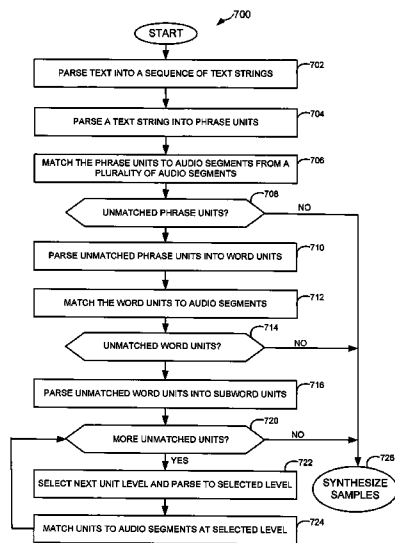 700
START
PARSE TEXT INTO A SEQUENCE OF TEXT STRINGS
702
PARSE A TEXT STRING INTO PHRASE UNITS
704
MATCH THE PHRASE UNITS TO AUDIO SEGMENTS FROM A
PLURALITY OF AUDIO SEGMENTS
706
708
UNMATCHED PHRASE UNITS?
NO
PARSE UNMATCHED PHRASE UNITS INTO WORD UNITS
710
MATCH THE WORD UNITS TO AUDIO SEGMENTS
712
714
UNMATCHED WORD UNITS?
NO
PARSE UNMATCHED WORD UNITS INTO SUBWORD UNITS
716
720
MORE UNMATCHED UNITS?
NO
YES
722
SELECT NEXT UNIT LEVEL AND PARSE TO SELECTED LEVEL
MATCH UNITS TO AUDIO SEGMENTS AT SELECTED LEVEL
724
726
SYNTHESIZE
SAMPLES